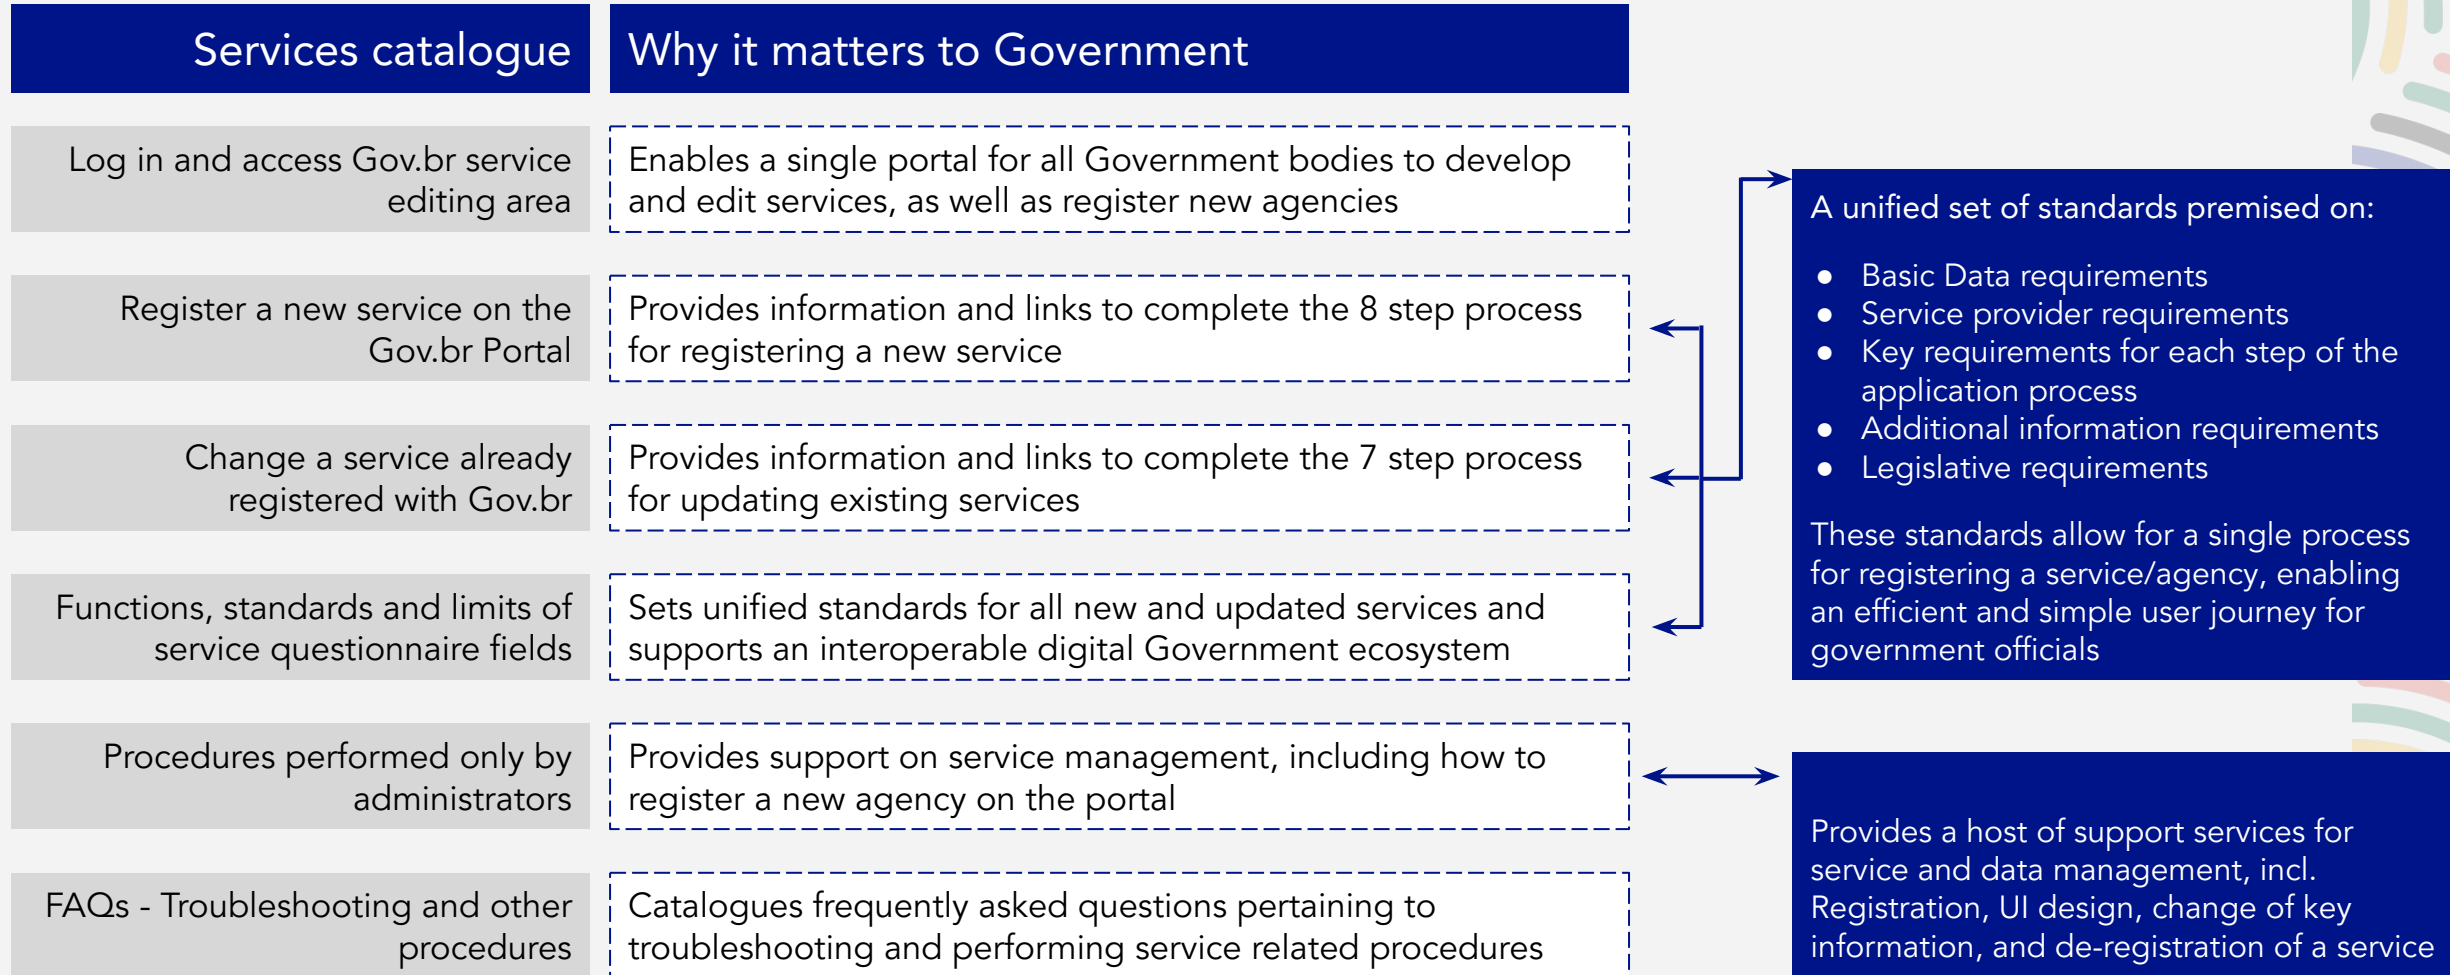 Services catalogue
Why it matters to Government
Log in and access Gov.br service
editing area
Enables a single portal for all Government bodies to develop
and edit services, as well as register new agencies
Register a new service on the
Gov.br Portal
Provides information and links to complete the 8 step process
for registering a new service
Change a service already
registered with Gov.br
Provides information and links to complete the 7 step process
for updating existing services
Functions, standards and limits of
service questionnaire fields
Sets unified standards for all new and updated services and
supports an interoperable digital Government ecosystem
Procedures performed only by
administrators
Provides support on service management, including how to
register a new agency on the portal
FAQs - Troubleshooting and other
procedures
Catalogues frequently asked questions pertaining to
troubleshooting and performing service related procedures
A unified set of standards premised on:
● Basic Data requirements
● Service provider requirements
● Key requirements for each step of the
application process
● Additional information requirements
● Legislative requirements
These standards allow for a single process
for registering a service/agency, enabling
an efficient and simple user journey for
government officials
Provides a host of support services for
service and data management, incl.
Registration, UI design, change of key
information, and de-registration of a service